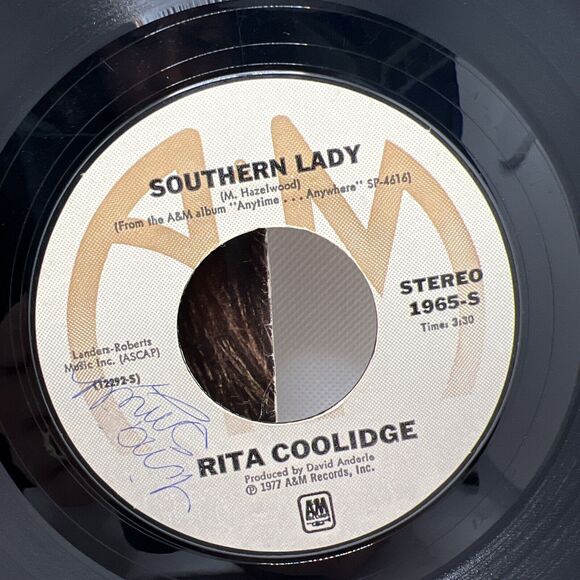 SOUTHERN LADY
(M. Hazelwood)
(From the A&M album "Anytime . . . Anywhere" SP-4616)
STEREO
1965-S
Time: 3:30
Landers-Roberts
Music Inc. (ASCAP)
(12292-S)
RITA COOLIDGE
Produced by David Anderle
℗ 1977 A&M Records, Inc.
A&M